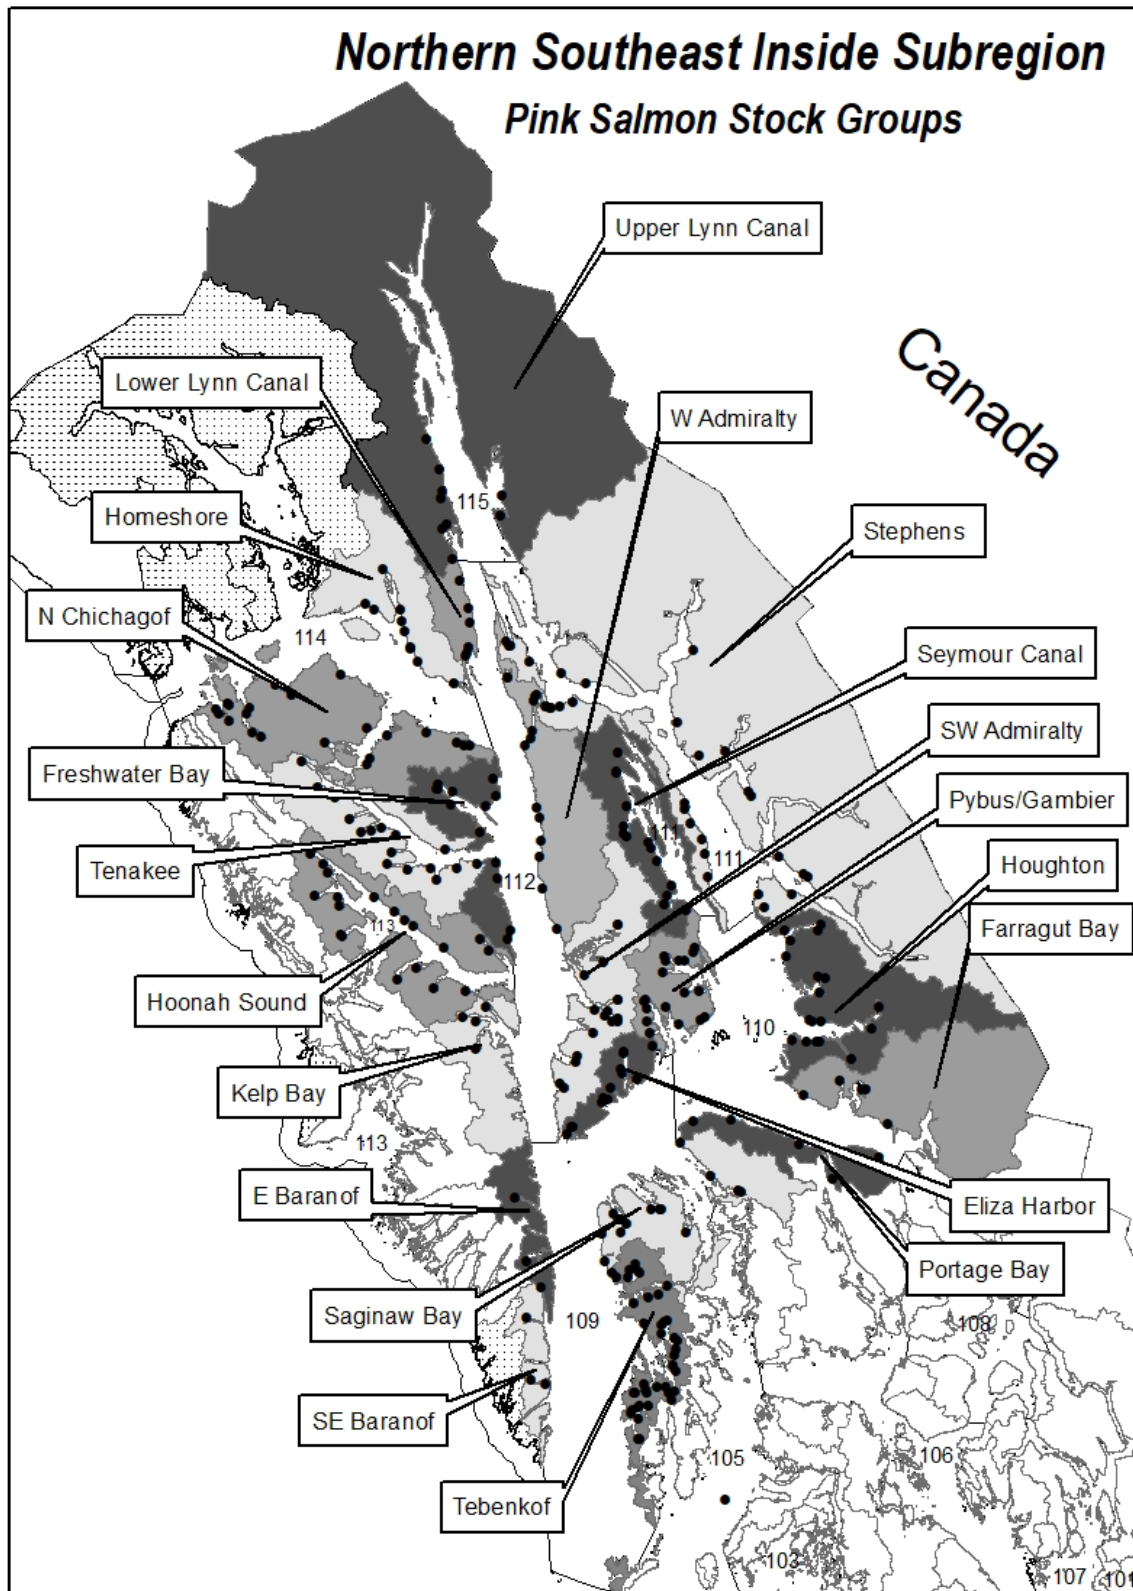 Northern Southeast Inside Subregion
Pink Salmon Stock Groups
Upper Lynn Canal
Canada
Lower Lynn Canal
W Admiralty
Homeshore
115
Stephens
N Chichagof
114
Seymour Canal
SW Admiralty
Freshwater Bay
Pybus/Gambier
111
111
Tenakee
Houghton
112
Farragut Bay
113
Hoonah Sound
110
Kelp Bay
113
E Baranof
Eliza Harbor
Portage Bay
Saginaw Bay
109
108
SE Baranof
105
106
Tebenkof
103
107
101